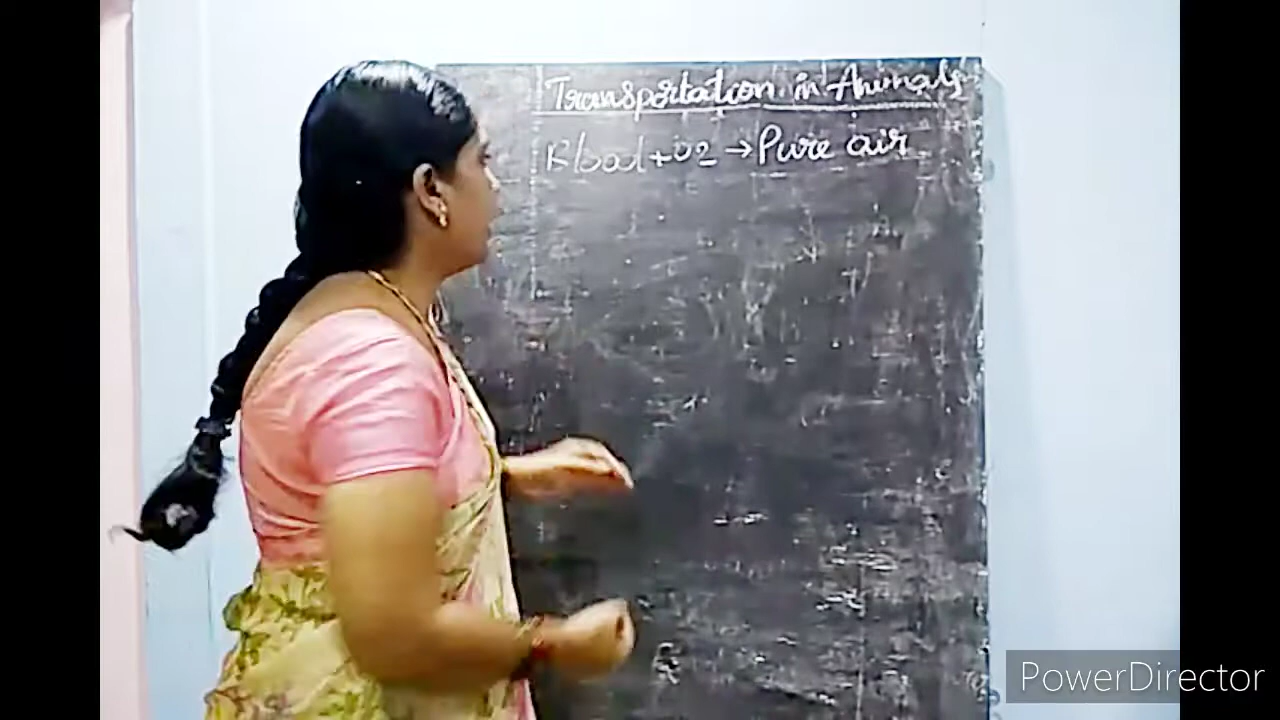 Transportation in Animals
Blood + O2 → Pure air
PowerDirector